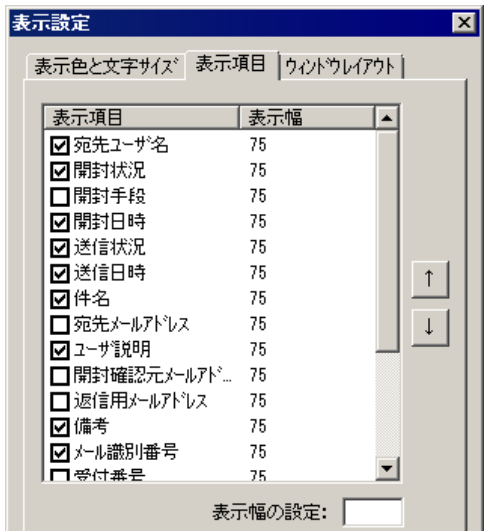 表示設定
表示色と文字サイズ 表示項目 ウィンドウレイアウト
表示項目 表示幅
宛先ユーザ名 75
開封状況 75
開封手段 75
開封日時 75
送信状況 75
送信日時 75
件名 75
宛先メールアドレス 75
ユーザ説明 75
開封確認元メールアド... 75
返信用メールアドレス 75
備考 75
メール識別番号 75
受付番号 75
↑
↓
表示幅の設定: